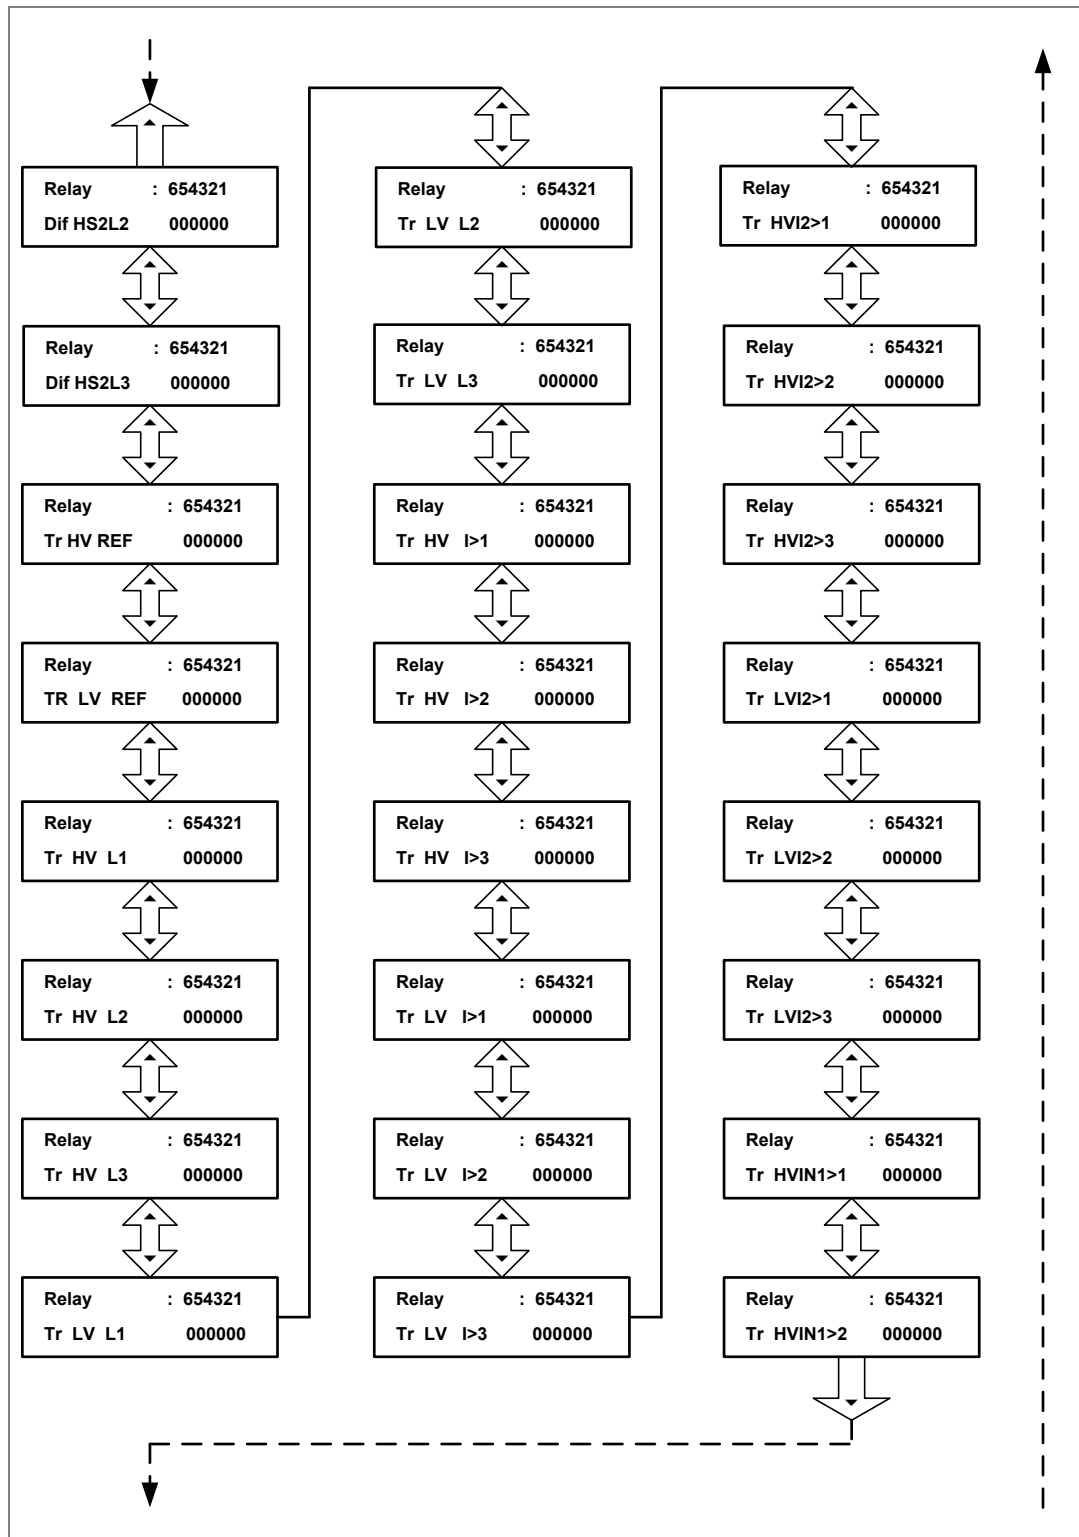 Relay : 654321
Dif HS2L2 000000
Relay : 654321
Dif HS2L3 000000
Relay : 654321
Tr HV REF 000000
Relay : 654321
TR LV REF 000000
Relay : 654321
Tr HV L1 000000
Relay : 654321
Tr HV L2 000000
Relay : 654321
Tr HV L3 000000
Relay : 654321
Tr LV L1 000000
Relay : 654321
Tr LV L2 000000
Relay : 654321
Tr LV L3 000000
Relay : 654321
Tr HV I>1 000000
Relay : 654321
Tr HV I>2 000000
Relay : 654321
Tr HV I>3 000000
Relay : 654321
Tr LV I>1 000000
Relay : 654321
Tr LV I>2 000000
Relay : 654321
Tr LV I>3 000000
Relay : 654321
Tr HVI2>1 000000
Relay : 654321
Tr HVI2>2 000000
Relay : 654321
Tr HVI2>3 000000
Relay : 654321
Tr LVI2>1 000000
Relay : 654321
Tr LVI2>2 000000
Relay : 654321
Tr LVI2>3 000000
Relay : 654321
Tr HVIN1>1 000000
Relay : 654321
Tr HVIN1>2 000000